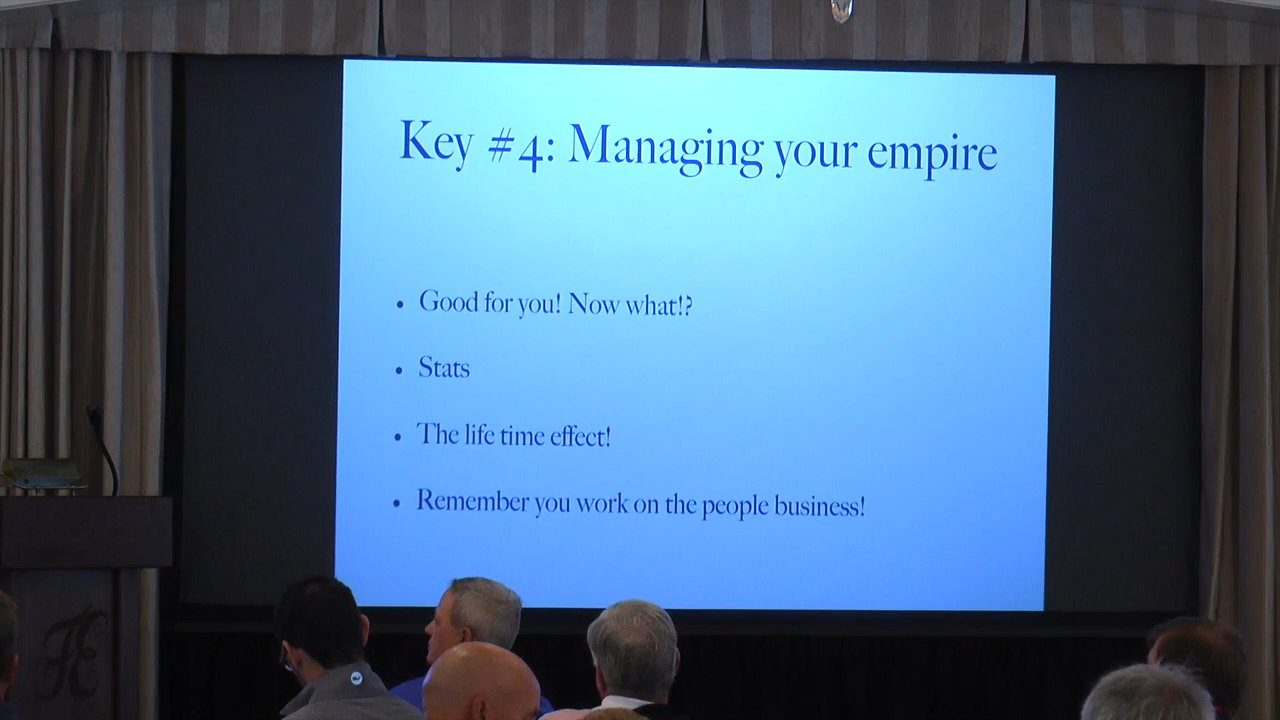 Key #4: Managing your empire
• Good for you! Now what!?
• Stats
• The life time effect!
• Remember you work on the people business!